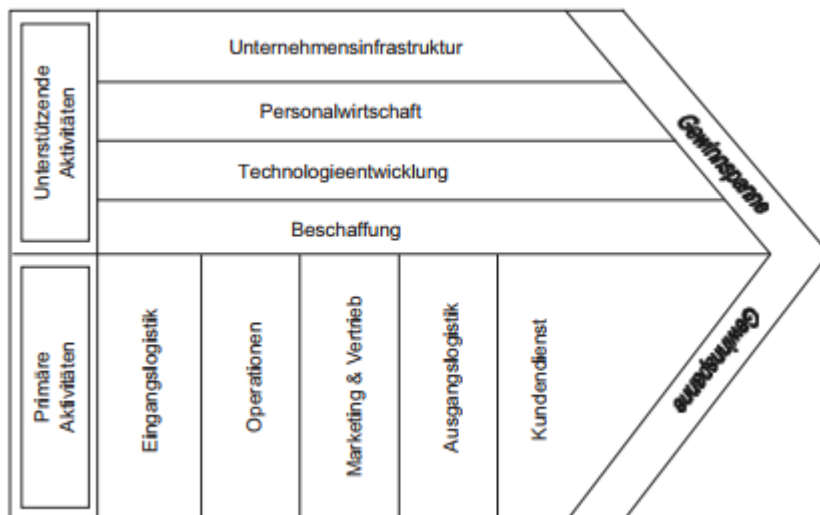 Unterstützende
Aktivitäten
Unternehmensinfrastruktur
Personalwirtschaft
Technologieentwicklung
Beschaffung
Gewinnspanne
Primäre
Aktivitäten
Eingangslogistik
Operationen
Marketing & Vertrieb
Ausgangslogistik
Kundendienst
Gewinnspanne